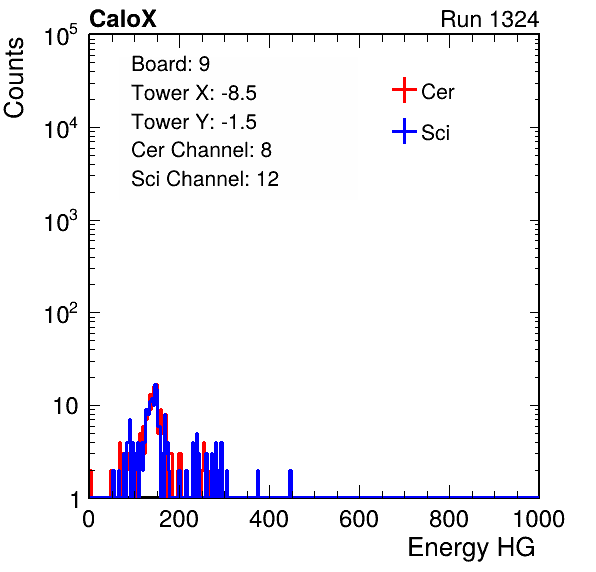 CaloX Run 1324
Board: 9
Tower X: -8.5
Tower Y: -1.5
Cer Channel: 8
Sci Channel: 12
Cer
Sci
Counts
10^5
10^4
10^3
10^2
10
1
0 200 400 600 800 1000
Energy HG